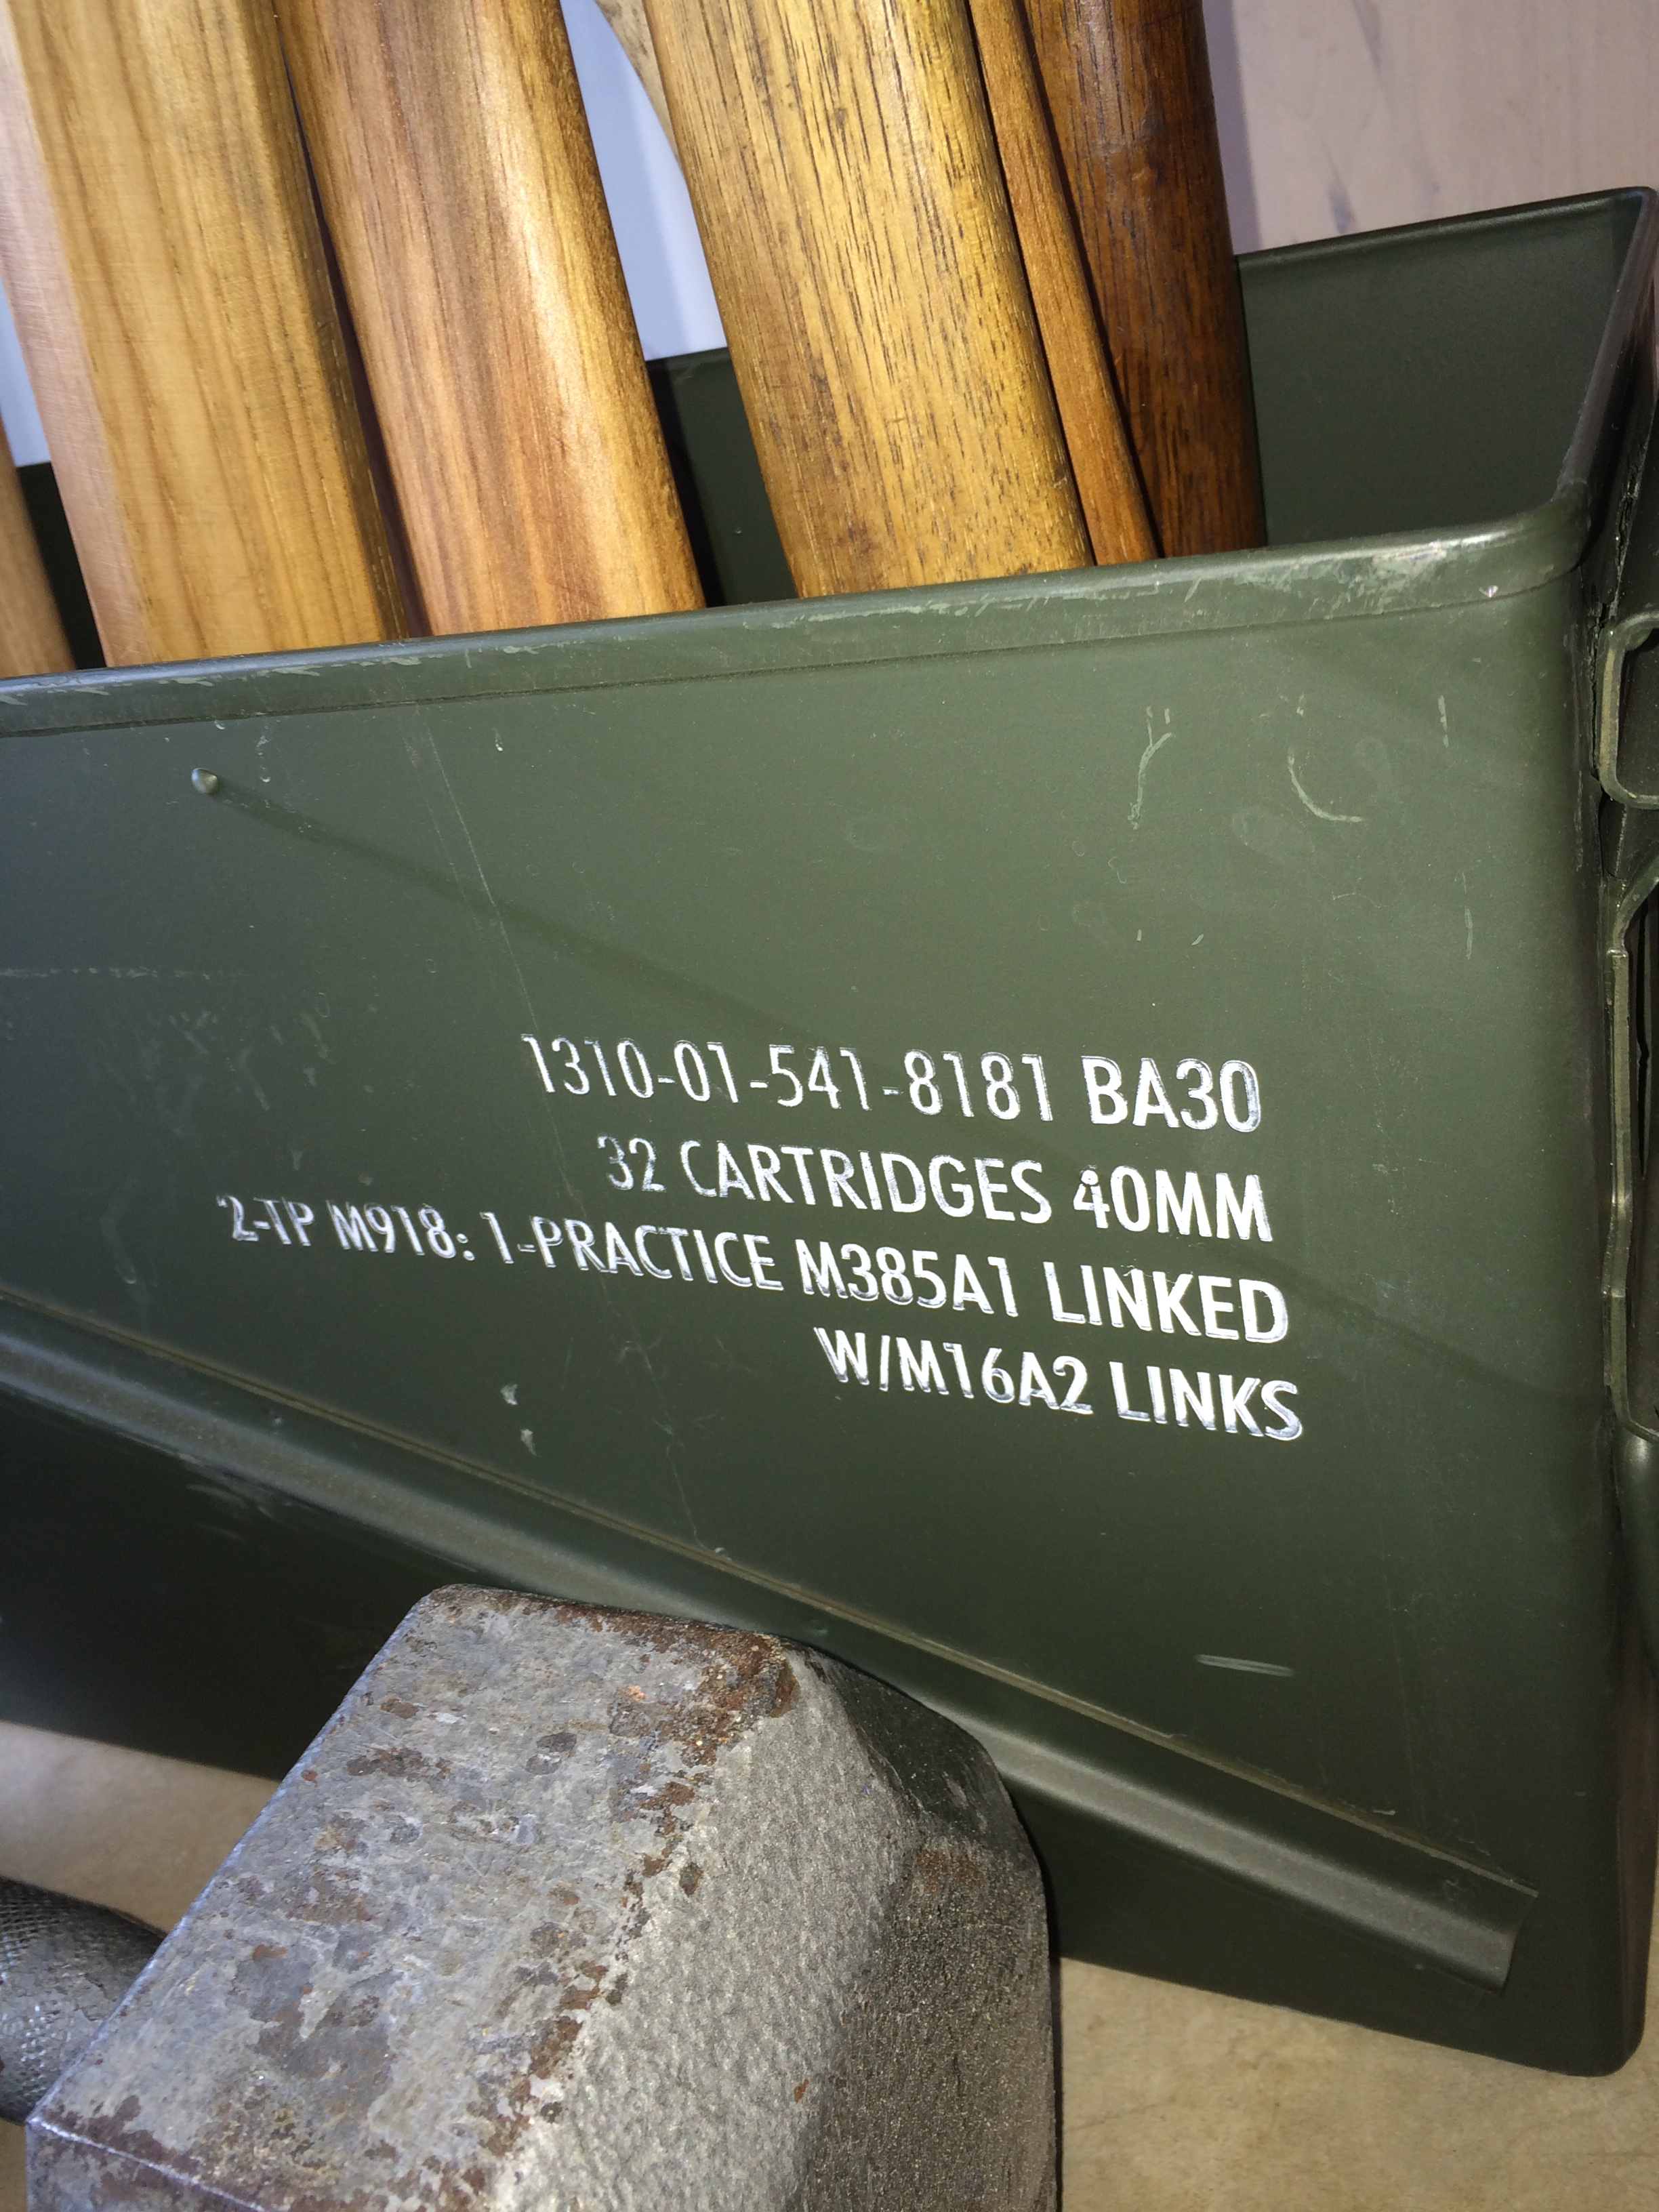 1310-01-541-8181 BA30
32 CARTRIDGES 40MM
2-TP M918: 1-PRACTICE M385A1 LINKED
W/M16A2 LINKS